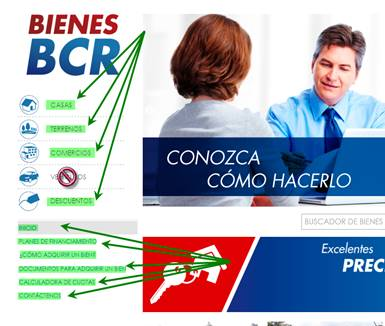 BIENES
BCR
CASAS
TERRENOS
COMERCIOS
DESCUENTOS
INICIO
PLANES DE FINANCIAMIENTO
¿CÓMO ADQUIRIR UN BIEN?
DOCUMENTOS PARA ADQUIRIR UN BIEN
CALCULADORA DE CUOTAS
CONTÁCTENOS
CONOZCA
CÓMO HACERLO
BUSCADOR DE BIENES
Excelentes
PREC